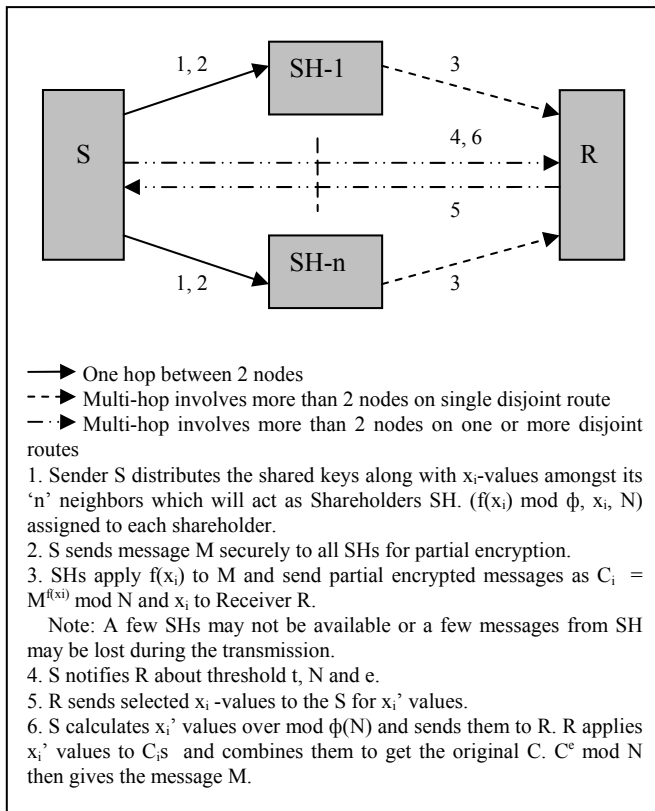 1, 2
SH-1
3
S
4, 6
R
5
SH-n
1, 2
3
One hop between 2 nodes
Multi-hop involves more than 2 nodes on single disjoint route
Multi-hop involves more than 2 nodes on one or more disjoint
routes
1. Sender S distributes the shared keys along with xᵢ-values amongst its
‘n’ neighbors which will act as Shareholders SH. (f(xᵢ) mod ϕ, xᵢ, N)
assigned to each shareholder.
2. S sends message M securely to all SHs for partial encryption.
3. SHs apply f(xᵢ) to M and send partial encrypted messages as Cᵢ =
M^f(xi) mod N and xᵢ to Receiver R.
Note: A few SHs may not be available or a few messages from SH
may be lost during the transmission.
4. S notifies R about threshold t, N and e.
5. R sends selected xᵢ -values to the S for xᵢ’ values.
6. S calculates xᵢ’ values over mod ϕ(N) and sends them to R. R applies
xᵢ’ values to Cᵢs and combines them to get the original C. Cᵉ mod N
then gives the message M.